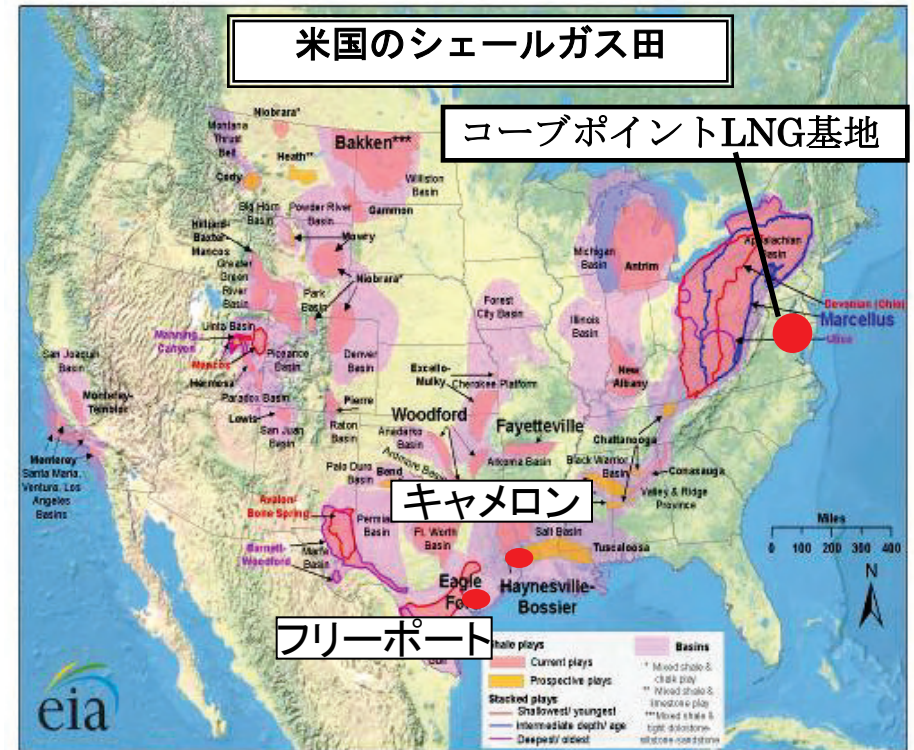 米国のシェールガス田
コーブポイントLNG基地
Niobrara*
Montana
Thrust
Belt
Bakken***
Heath**
Cody
Williston
Basin
Big Horn
Basin
Powder River
Basin
Gammon
Hilliard-
Baxter-
Mancos
Mowry
Michigan
Basin
Antrim
Appalachian
Basin
Greater
Green
River
Basin
Niobrara*
Park
Basin
Forest
City Basin
Illinois
Basin
Devonian (Ohio)
Marcellus
Utica
Uinta Basin
Manning
Canyon
Mancos
Piceance
Basin
Denver
Basin
San Joaquin
Basin
Hermosa
Excello-
Mulky
Cherokee Platform
New
Albany
Monterey-
Temblor
Paradox Basin
Pierre
Lewis
San Juan
Basin
Raton
Basin
Woodford
Anadarko
Basin
Fayetteville
Chattanooga
Monterey
Santa Maria,
Ventura, Los
Angeles
Basins
Ardmore Basin
Arkoma Basin
Black Warrior
Basin
Conasauga
Palo Duro
Basin
Bend
Valley & Ridge
Province
キャメロン
Avalon-
Bone Spring
Basin
Ft. Worth
Basin
Salt Basin
Tuscaloosa
Miles
0 100 200 300 400
Barnett-
Woodford
Marfa
Basin
N
Eagle
Haynesville-
Bossier
フリーポート
Shale plays
Current plays
Prospective plays
Stacked plays
Shallowest/ youngest
Intermediate depth/ age
Deepest/ oldest
Basins
* Mixed shale &
chalk play
** Mixed shale &
limestone play
***Mixed shale &
tight dolostone-
siltstone-sandstone
eia